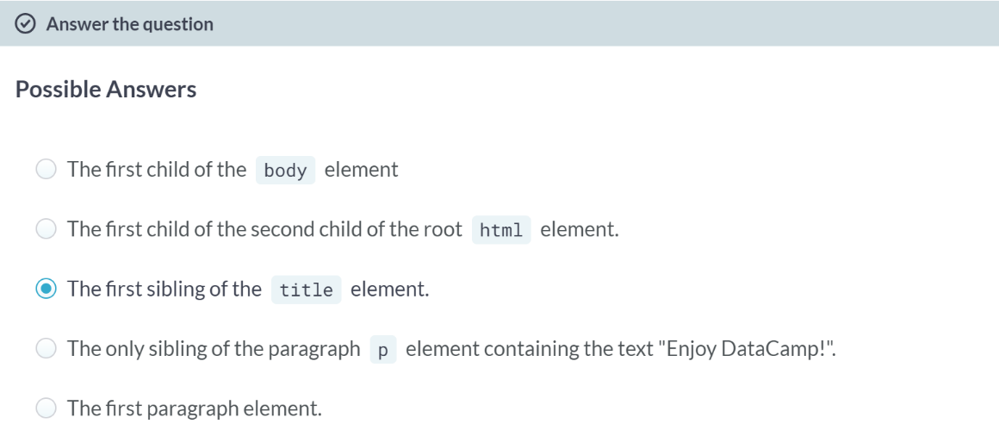 Answer the question
Possible Answers
The first child of the body element
The first child of the second child of the root html element.
The first sibling of the title element.
The only sibling of the paragraph p element containing the text "Enjoy DataCamp!".
The first paragraph element.